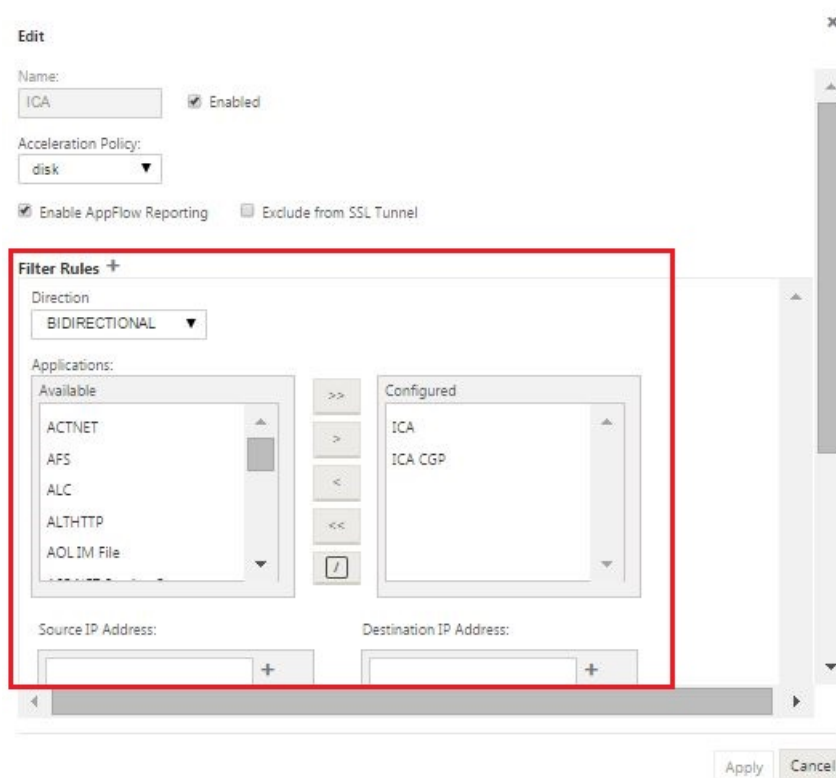 Edit
Name:
ICA
Enabled
Acceleration Policy:
disk
Enable AppFlow Reporting
Exclude from SSL Tunnel
Filter Rules +
Direction
BIDIRECTIONAL
Applications:
Available
ACTNET
AFS
ALC
ALTHTTP
AOL IM File
>>
>
<
<<
/
Configured
ICA
ICA CGP
Source IP Address:
+
Destination IP Address:
+
Apply
Cancel